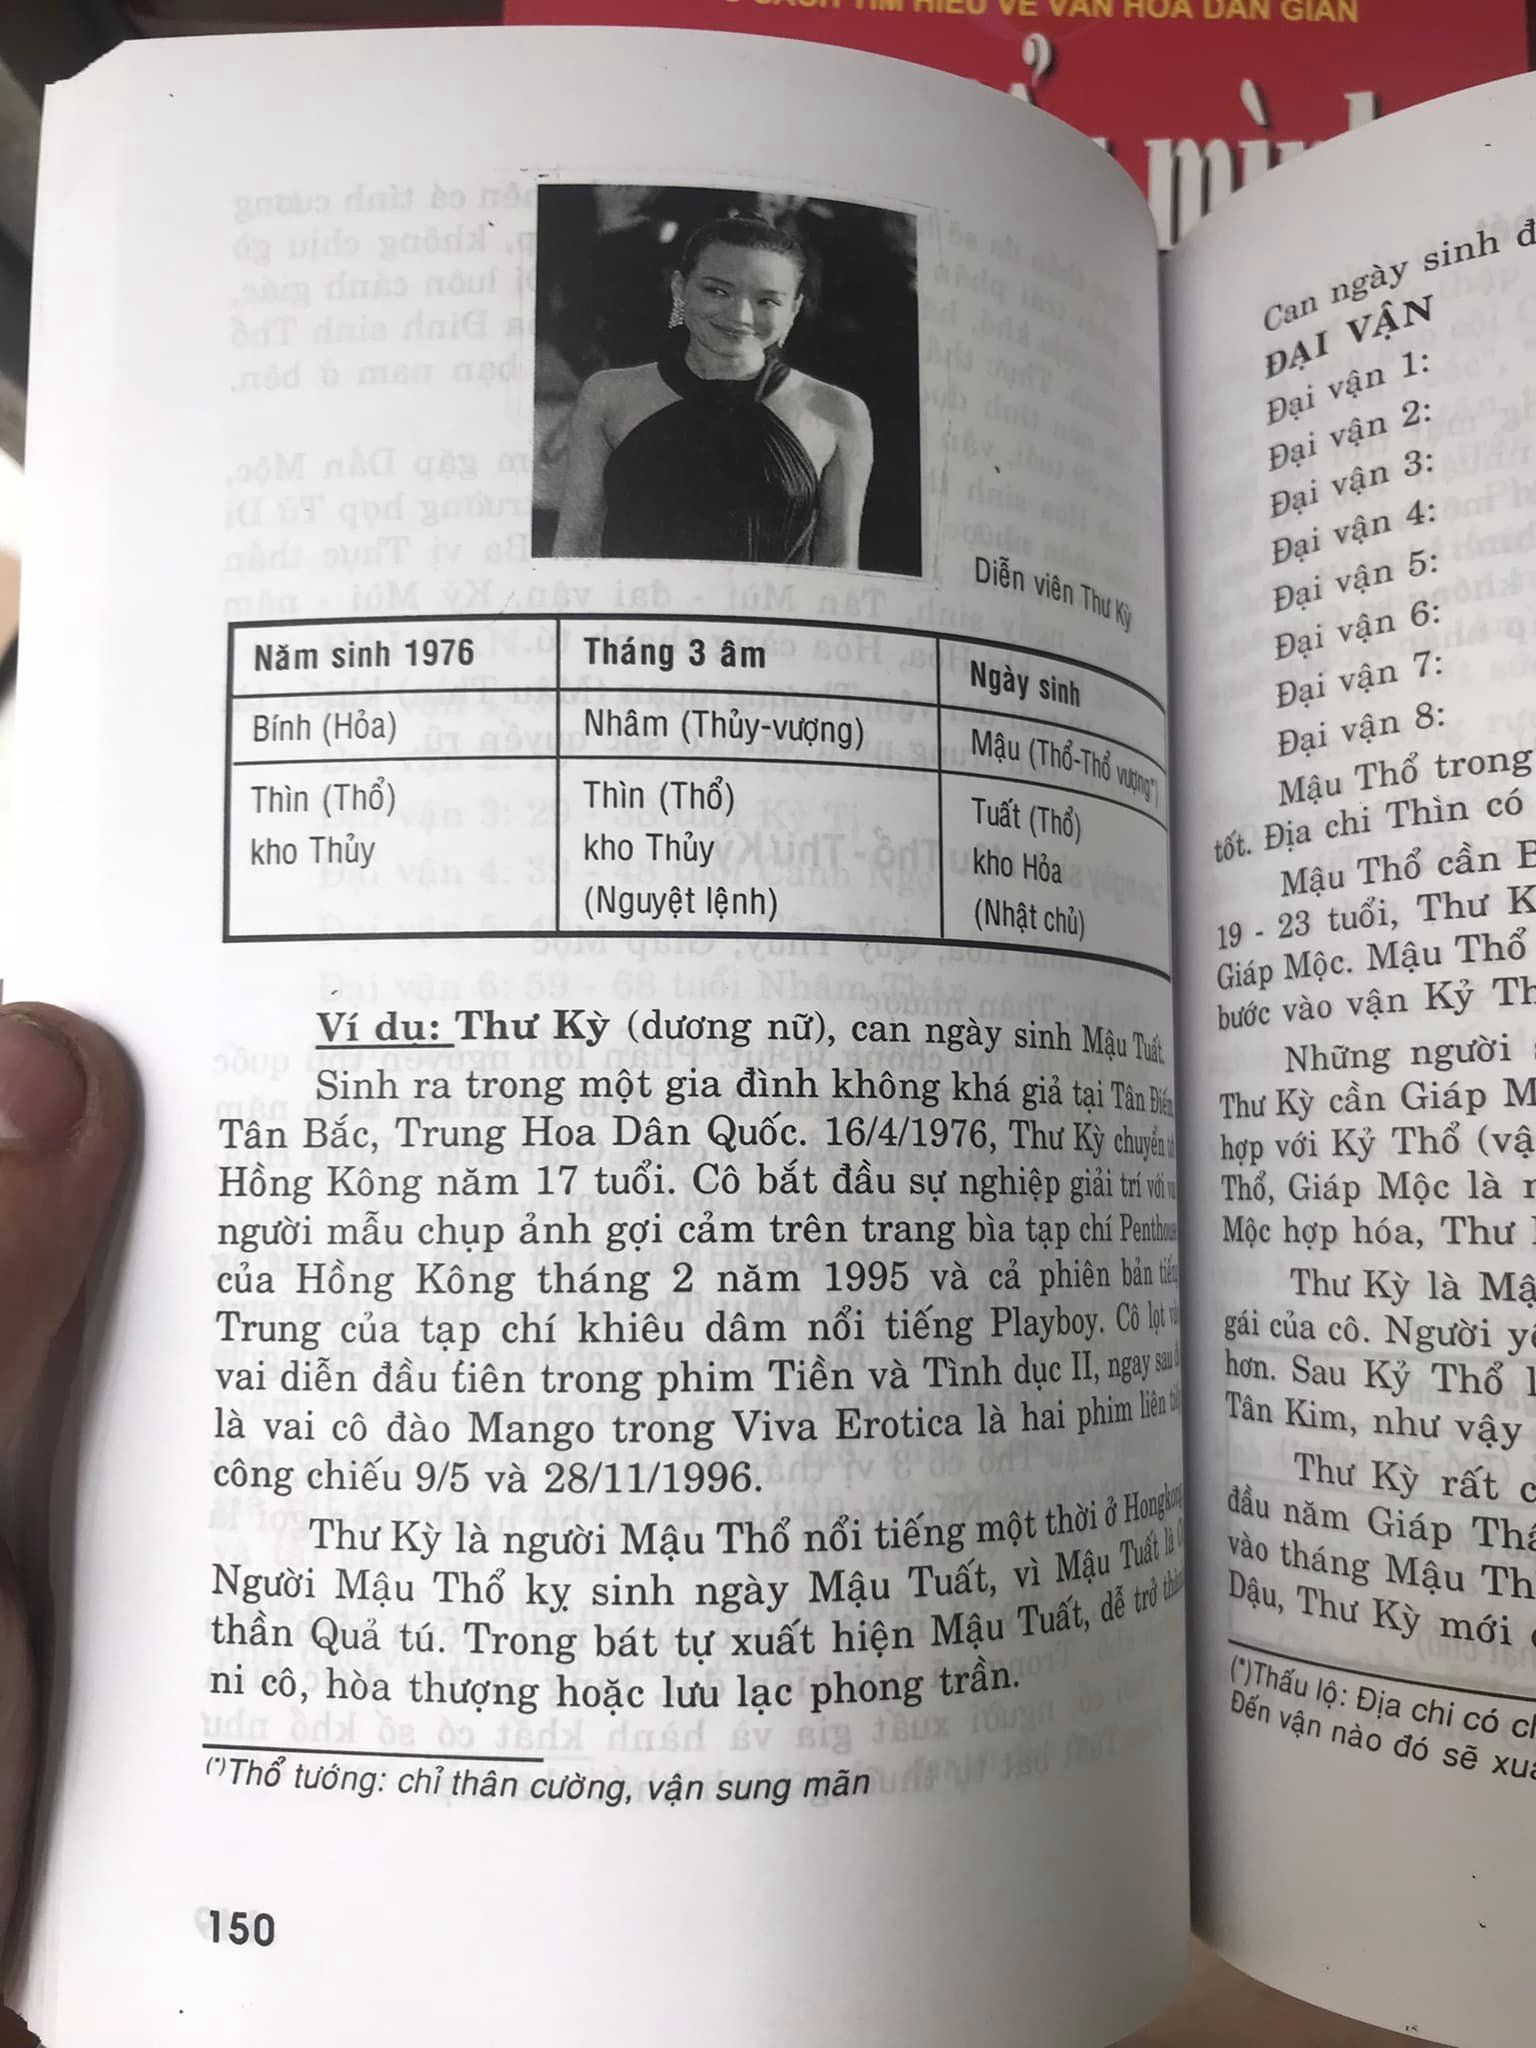 SÁCH TÌM HIỂU VỀ VĂN HÓA DÂN GIAN
Diễn viên Thư Kỳ
Năm sinh 1976 Tháng 3 âm Ngày sinh
Bính (Hỏa) Nhâm (Thủy-vượng) Mậu (Thổ-Thổ vượng*)
Thìn (Thổ) Thìn (Thổ) Tuất (Thổ)
kho Thủy kho Thủy kho Hỏa
(Nguyệt lệnh) (Nhật chủ)
Ví dụ: Thư Kỳ (dương nữ), can ngày sinh Mậu Tuất.
Sinh ra trong một gia đình không khá giả tại Tân Điếm,
Tân Bắc, Trung Hoa Dân Quốc. 16/4/1976, Thư Kỳ chuyển
Hồng Kông năm 17 tuổi. Cô bắt đầu sự nghiệp giải trí với
người mẫu chụp ảnh gợi cảm trên trang bìa tạp chí Penthouse
của Hồng Kông tháng 2 năm 1995 và cả phiên bản tiếng
Trung của tạp chí khiêu dâm nổi tiếng Playboy. Cô lọt
vai diễn đầu tiên trong phim Tiền và Tình dục II, ngay sau
là vai cô đào Mango trong Viva Erotica là hai phim liên
công chiếu 9/5 và 28/11/1996.
Thư Kỳ là người Mậu Thổ nổi tiếng một thời ở Hongkong.
Người Mậu Thổ kỵ sinh ngày Mậu Tuất, vì Mậu Tuất là
thần Quả tú. Trong bát tự xuất hiện Mậu Tuất, dễ trở
ni cô, hòa thượng hoặc lưu lạc phong trần.
(*)Thổ tướng: chỉ thân cường, vận sung mãn
150
Can ngày sinh
ĐẠI VẬN
Đại vận 1:
Đại vận 2:
Đại vận 3:
Đại vận 4:
Đại vận 5:
Đại vận 6:
Đại vận 7:
Đại vận 8:
Mậu Thổ trong
tốt. Địa chi Thìn có
Mậu Thổ cần
19 - 23 tuổi, Thư
Giáp Mộc. Mậu Thổ
bước vào vận Kỷ
Những người
Thư Kỳ cần Giáp
hợp với Kỷ Thổ
Thổ, Giáp Mộc là
Mộc hợp hóa, Thư
Thư Kỳ là
gái của cô. Người
hơn. Sau Kỷ Thổ
Tân Kim, như vậy
Thư Kỳ rất
đầu năm Giáp
vào tháng Mậu
Dậu, Thư Kỳ mới
(*)Thấu lộ: Địa chi có
Đến vận nào đó sẽ